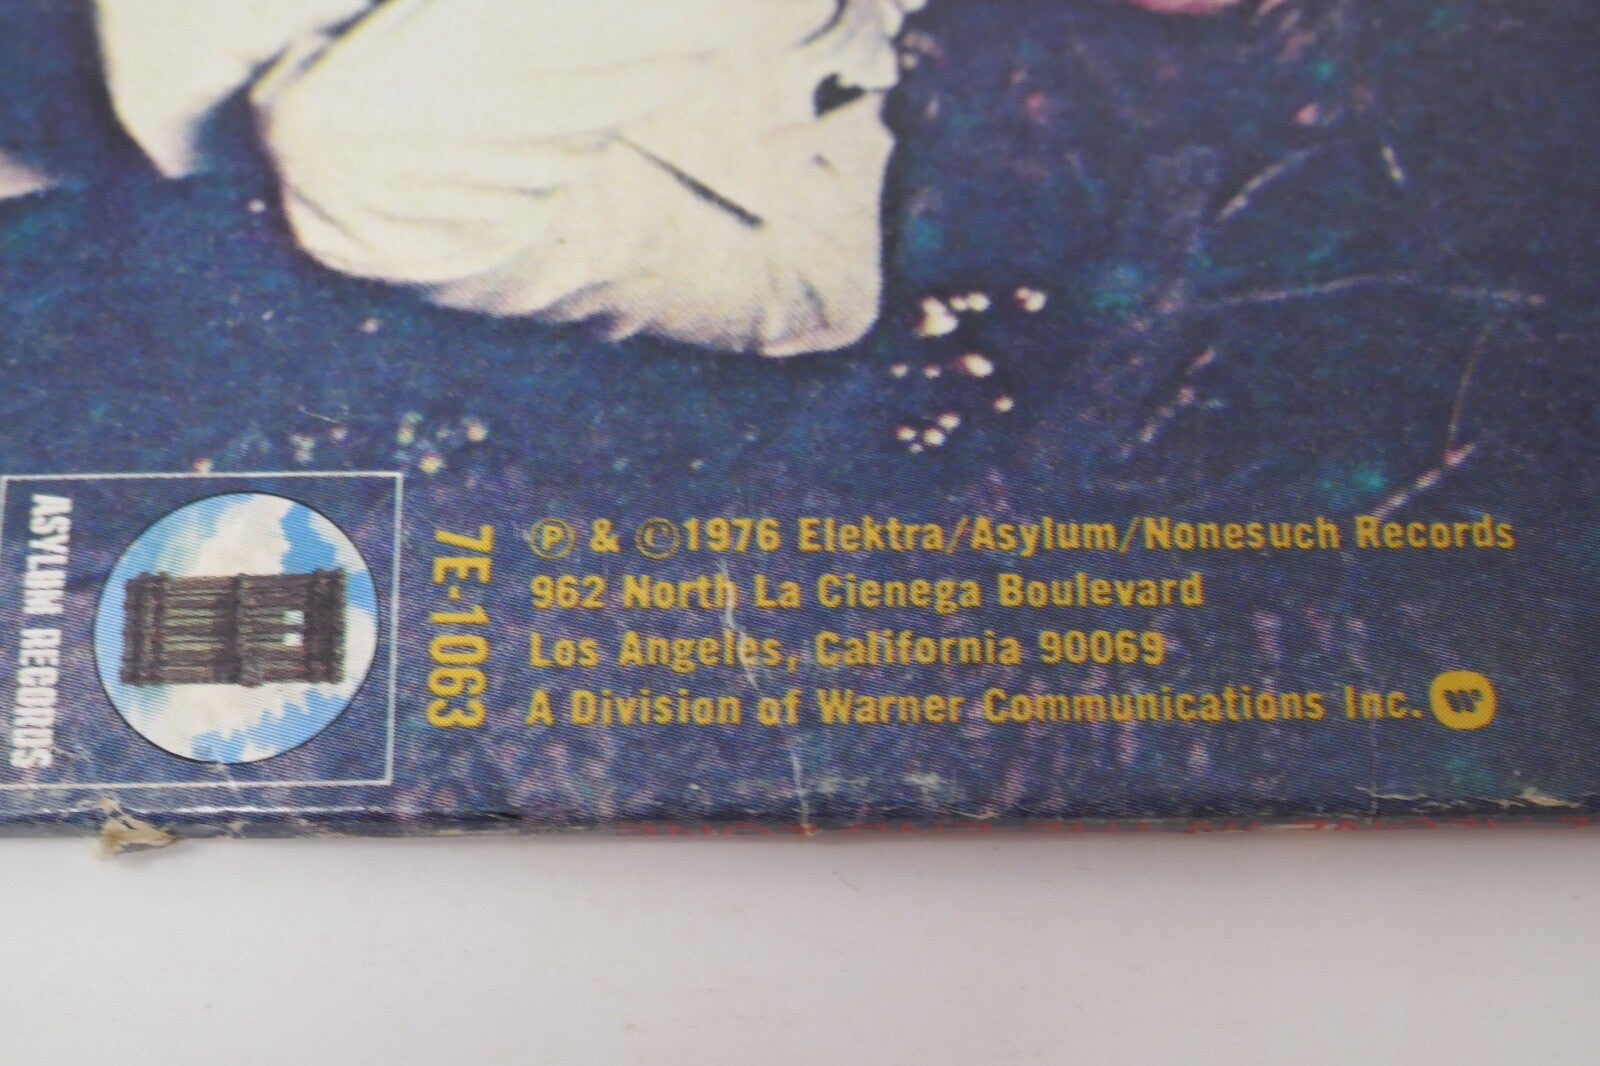 ASYLUM RECORDS
7E-1063
Ⓟ & ©1976 Elektra/Asylum/Nonesuch Records
962 North La Cienega Boulevard
Los Angeles, California 90069
A Division of Warner Communications Inc.